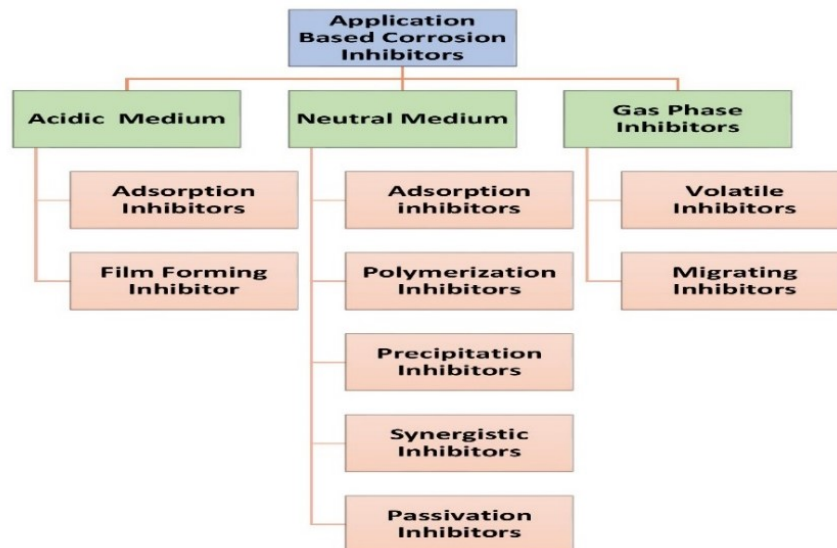 Application
Based Corrosion
Inhibitors
Acidic Medium
Neutral Medium
Gas Phase
Inhibitors
Adsorption
Inhibitors
Film Forming
Inhibitor
Adsorption
inhibitors
Polymerization
Inhibitors
Precipitation
Inhibitors
Synergistic
Inhibitors
Passivation
Inhibitors
Volatile
Inhibitors
Migrating
Inhibitors